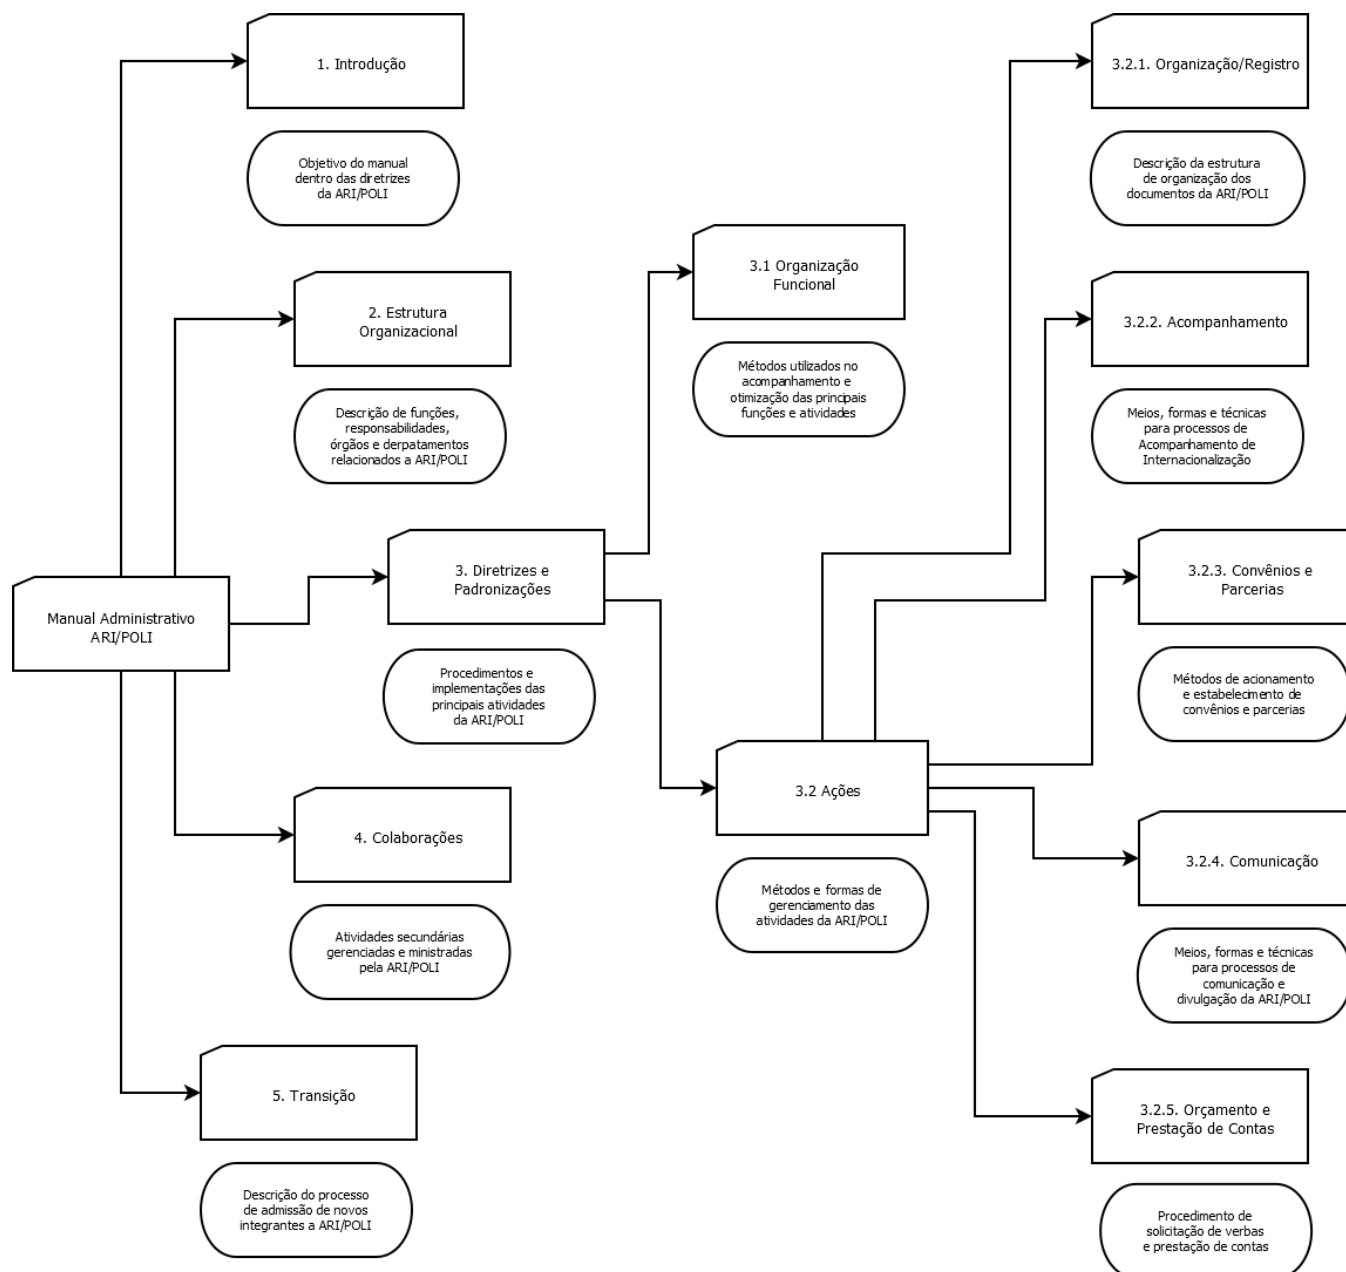 1. Introdução
Objetivo do manual
dentro das diretrizes
da ARI/POLI
2. Estrutura
Organizacional
Descrição de funções,
responsabilidades,
órgãos e derpatamentos
relacionados a ARI/POLI
Manual Administrativo
ARI/POLI
3. Diretrizes e
Padronizações
Procedimentos e
implementações das
principais atividades
da ARI/POLI
4. Colaborações
Atividades secundárias
gerenciadas e ministradas
pela ARI/POLI
5. Transição
Descrição do processo
de admissão de novos
integrantes a ARI/POLI
3.1 Organização
Funcional
Métodos utilizados no
acompanhamento e
otimização das principais
funções e atividades
3.2 Ações
Métodos e formas de
gerenciamento das
atividades da ARI/POLI
3.2.1. Organização/Registro
Descrição da estrutura
de organização dos
documentos da ARI/POLI
3.2.2. Acompanhamento
Meios, formas e técnicas
para processos de
Acompanhamento de
Internacionalização
3.2.3. Convênios e
Parcerias
Métodos de acionamento
e estabelecimento de
convênios e parcerias
3.2.4. Comunicação
Meios, formas e técnicas
para processos de
comunicação e
divulgação da ARI/POLI
3.2.5. Orçamento e
Prestação de Contas
Procedimento de
solicitação de verbas
e prestação de contas